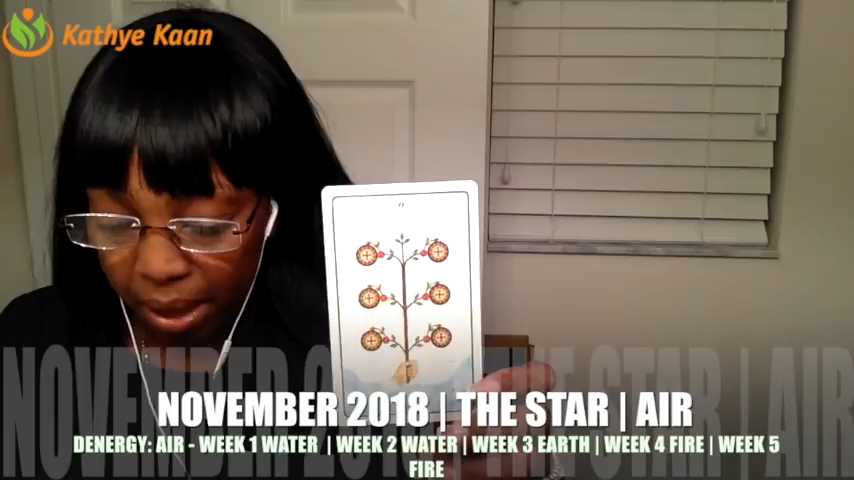 Kathye Kaan
VI
NOVEMBER 2018 | THE STAR | AIR
DENERGY: AIR - WEEK 1 WATER | WEEK 2 WATER | WEEK 3 EARTH | WEEK 4 FIRE | WEEK 5
FIRE